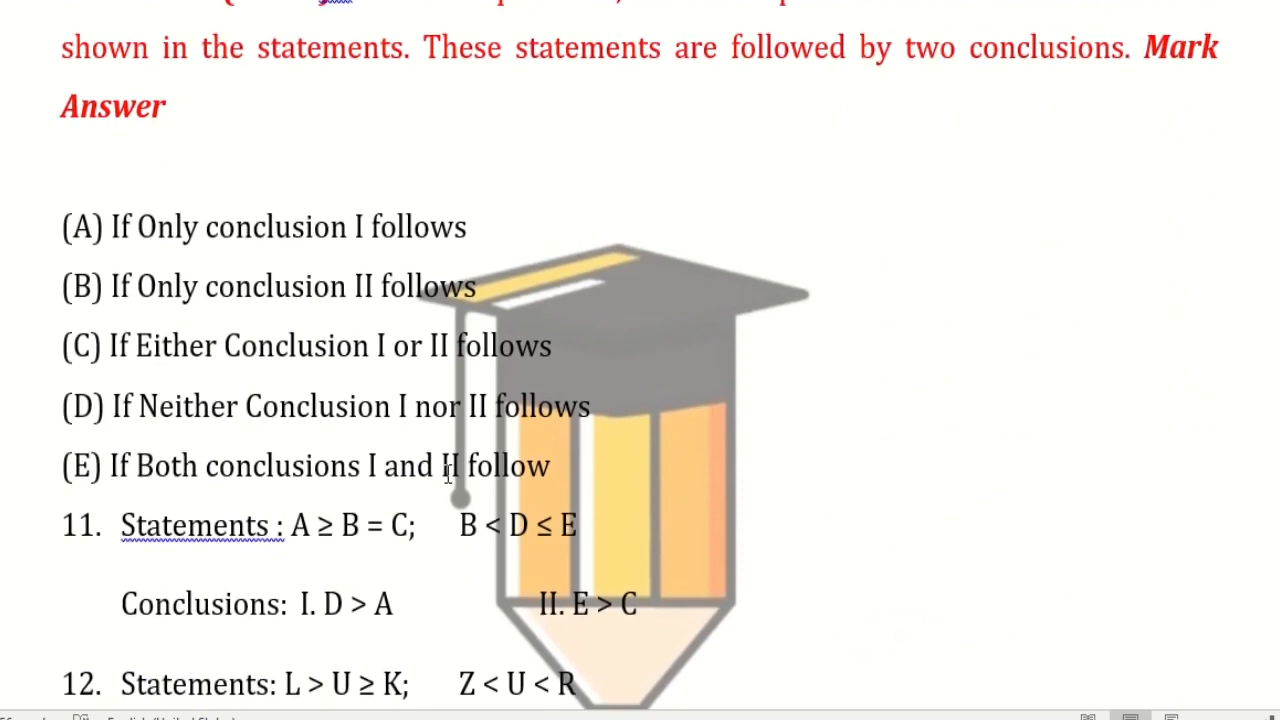 shown in the statements. These statements are followed by two conclusions. Mark
Answer
(A) If Only conclusion I follows
(B) If Only conclusion II follows
(C) If Either Conclusion I or II follows
(D) If Neither Conclusion I nor II follows
(E) If Both conclusions I and II follow
11. Statements : A ≥ B = C; B < D ≤ E
Conclusions: I. D > A II. E > C
12. Statements: L > U ≥ K; Z < U < R